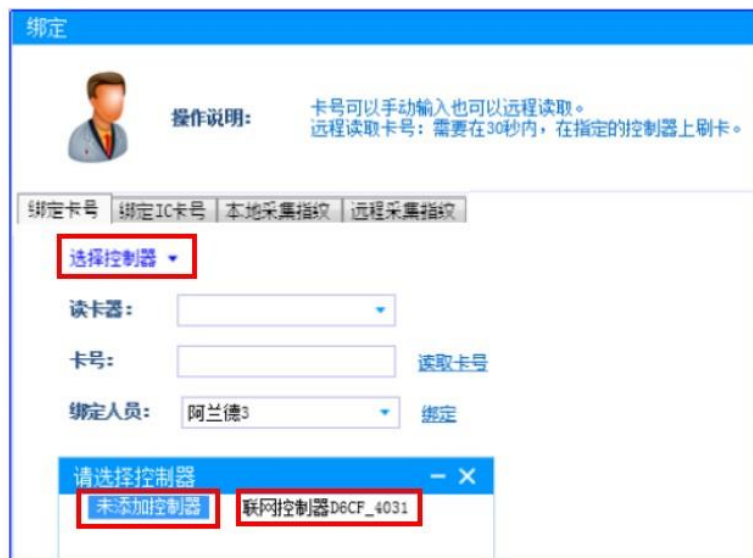 绑定
操作说明:
卡号可以手动输入也可以远程读取。
远程读取卡号: 需要在30秒内, 在指定的控制器上刷卡。
绑定卡号 绑定IC卡号 本地采集指纹 远程采集指纹
选择控制器
读卡器:
卡号: 读取卡号
绑定人员: 阿兰德3 绑定
请选择控制器
未添加控制器 联网控制器D6CF_4031